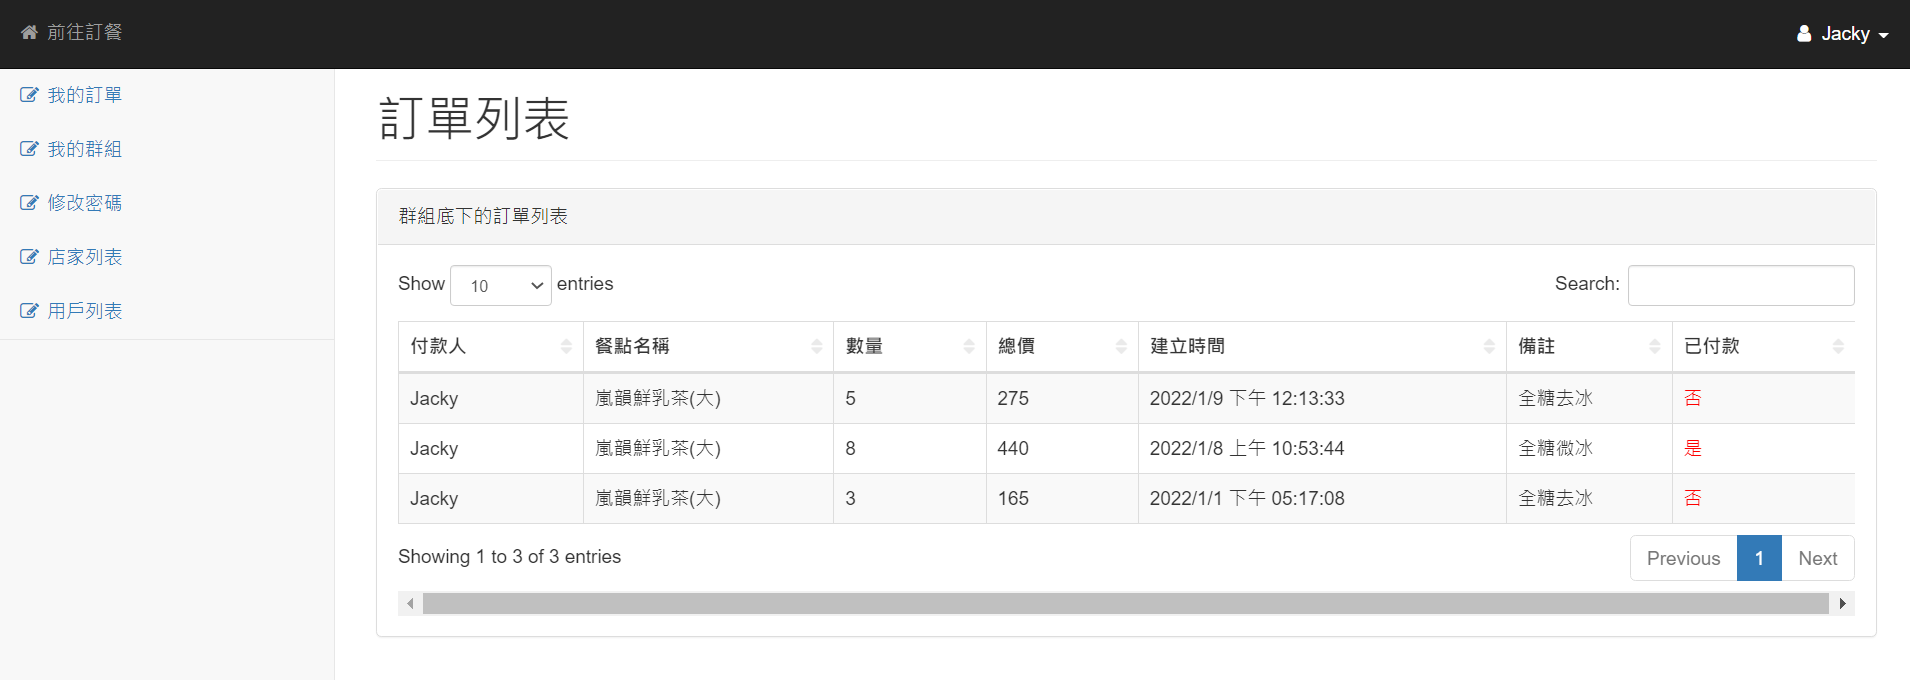 前往訂餐
Jacky
我的訂單
我的群組
修改密碼
店家列表
用戶列表
訂單列表
群組底下的訂單列表
Show 10 entries
Search:
付款人 餐點名稱 數量 總價 建立時間 備註 已付款
Jacky 嵐韻鮮乳茶(大) 5 275 2022/1/9 下午 12:13:33 全糖去冰 否
Jacky 嵐韻鮮乳茶(大) 8 440 2022/1/8 上午 10:53:44 全糖微冰 是
Jacky 嵐韻鮮乳茶(大) 3 165 2022/1/1 下午 05:17:08 全糖去冰 否
Showing 1 to 3 of 3 entries
Previous 1 Next